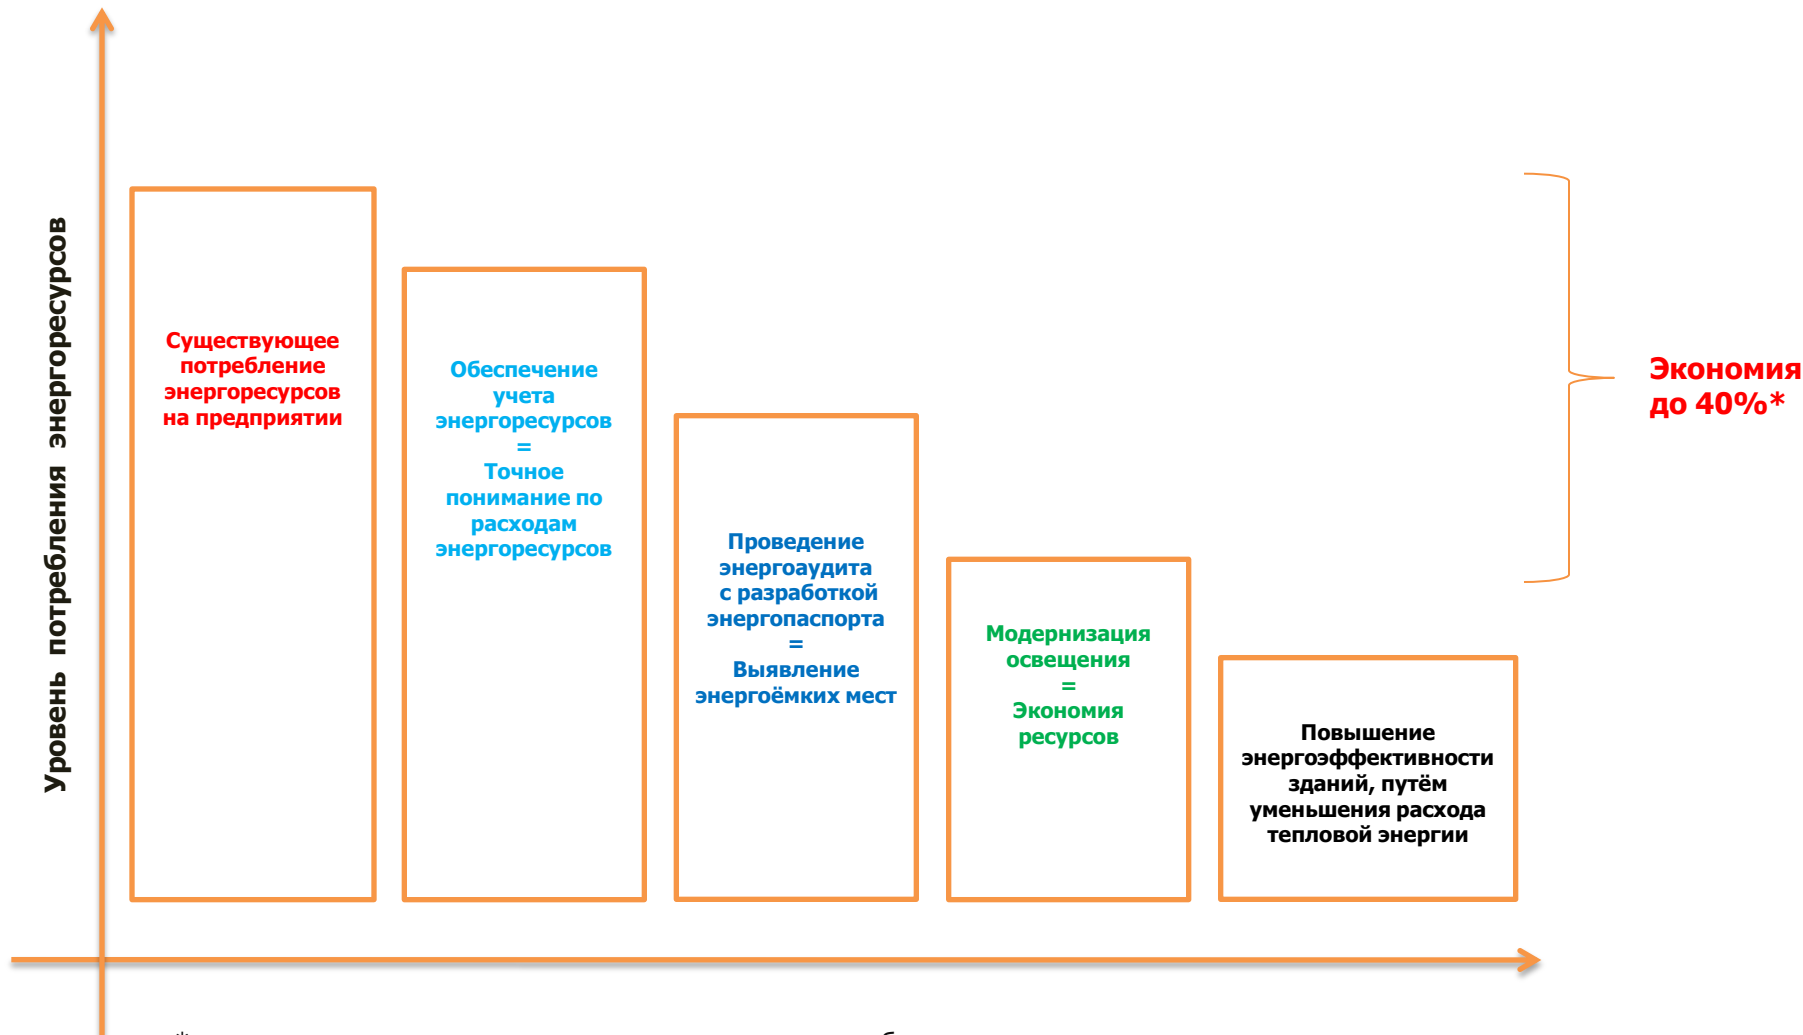 Уровень потребления энергоресурсов
Существующее
потребление
энергоресурсов
на предприятии
Обеспечение
учета
энергоресурсов
=
Точное
понимание по
расходам
энергоресурсов
Проведение
энергоаудита
с разработкой
энергопаспорта
=
Выявление
энергоёмких мест
Модернизация
освещения
=
Экономия
ресурсов
Повышение
энергоэффективности
зданий, путём
уменьшения расхода
тепловой энергии
Экономия
до 40%*